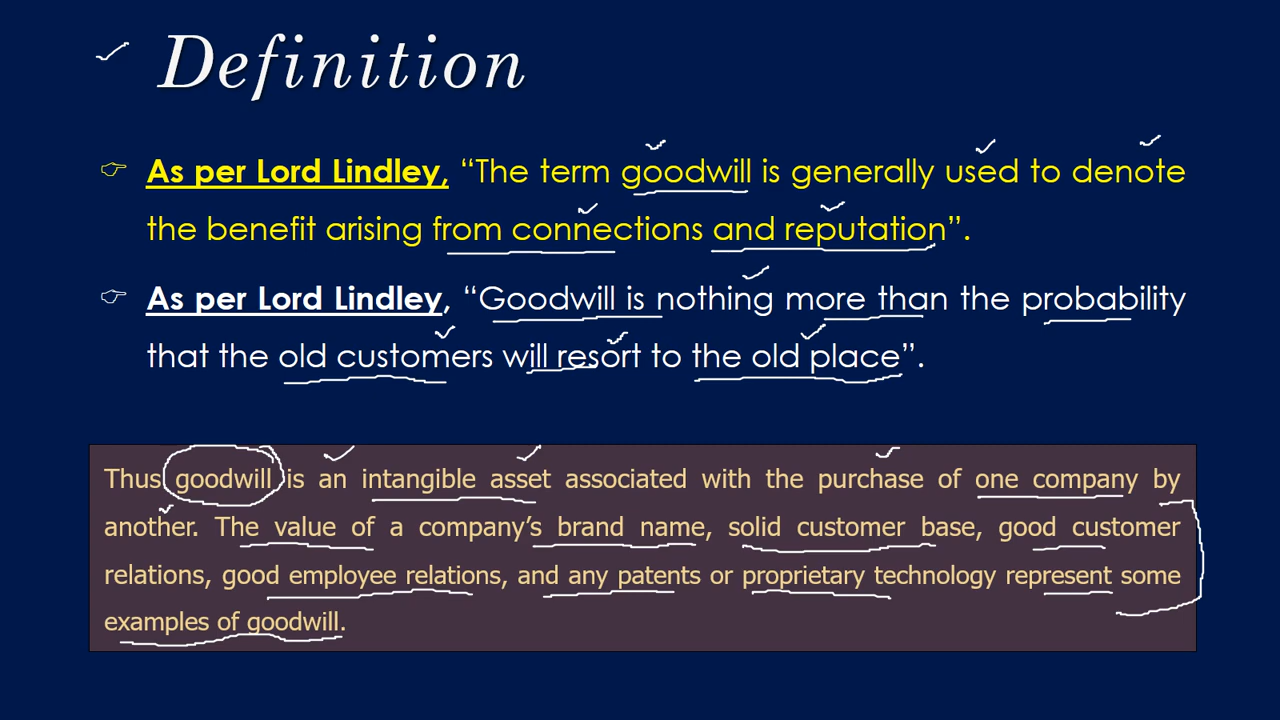 Definition
As per Lord Lindley, “The term goodwill is generally used to denote
the benefit arising from connections and reputation”.
As per Lord Lindley, “Goodwill is nothing more than the probability
that the old customers will resort to the old place”.
Thus goodwill is an intangible asset associated with the purchase of one company by
another. The value of a company’s brand name, solid customer base, good customer
relations, good employee relations, and any patents or proprietary technology represent some
examples of goodwill.